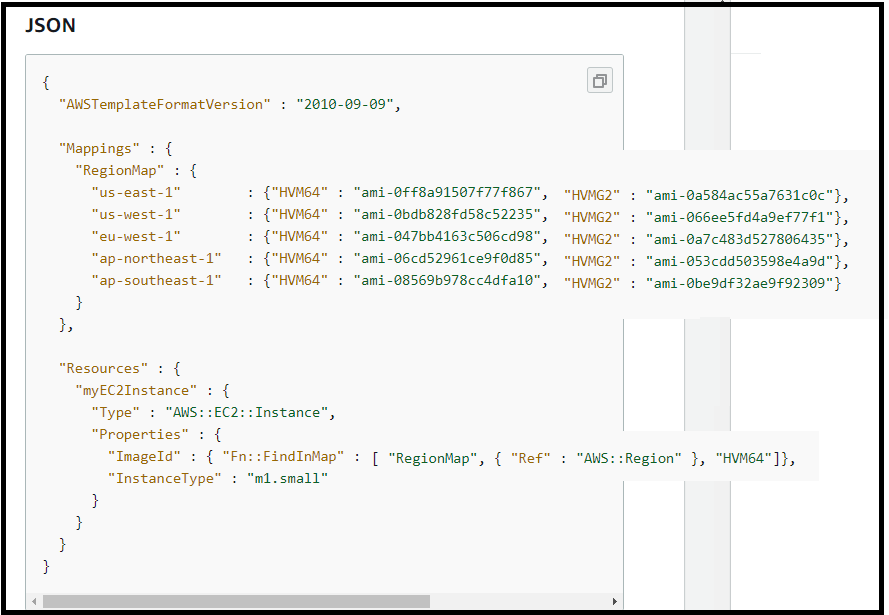 JSON
{
"AWSTemplateFormatVersion" : "2010-09-09",
"Mappings" : {
"RegionMap" : {
"us-east-1" : {"HVM64" : "ami-0ff8a91507f77f867", "HVMG2" : "ami-0a584ac55a7631c0c"},
"us-west-1" : {"HVM64" : "ami-0bdb828fd58c52235", "HVMG2" : "ami-066ee5fd4a9ef77f1"},
"eu-west-1" : {"HVM64" : "ami-047bb4163c506cd98", "HVMG2" : "ami-0a7c483d527806435"},
"ap-northeast-1" : {"HVM64" : "ami-06cd52961ce9f0d85", "HVMG2" : "ami-053cdd503598e4a9d"},
"ap-southeast-1" : {"HVM64" : "ami-08569b978cc4dfa10", "HVMG2" : "ami-0be9df32ae9f92309"}
}
},
"Resources" : {
"myEC2Instance" : {
"Type" : "AWS::EC2::Instance",
"Properties" : {
"ImageId" : { "Fn::FindInMap" : [ "RegionMap", { "Ref" : "AWS::Region" }, "HVM64"]},
"InstanceType" : "m1.small"
}
}
}
}